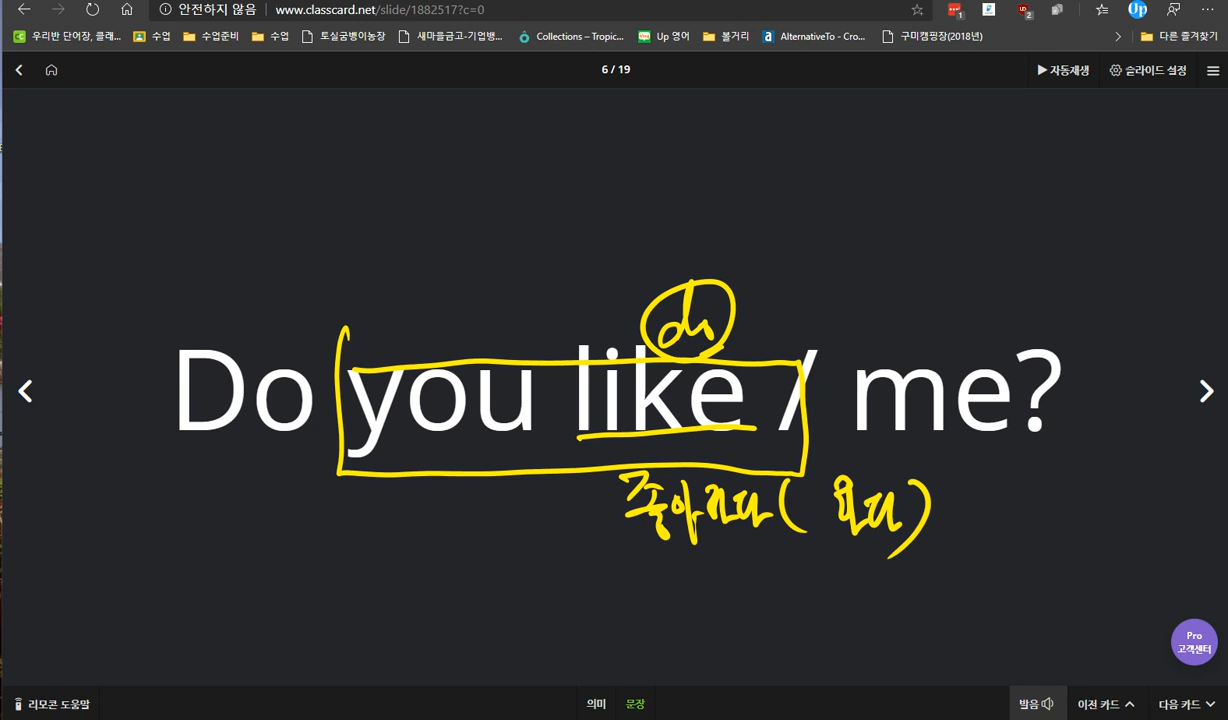 안전하지 않음 www.classcard.net/slide/1882517?c=0
우리반 단어장, 클래... 수업 수업준비 수업 토실궁뱅이농장 새마을금고-기업뱅... Collections – Tropic... Up 영어 볼거리 AlternativeTo - Cro... 구미캠핑장(2018년) 다른 즐겨찾기
6 / 19 자동재생 슬라이드 설정
do
Do you like / me?
좋아하다 ( 하다 )
Pro
고객센터
리모콘 도움말 의미 문장 발음 이전 카드 다음 카드